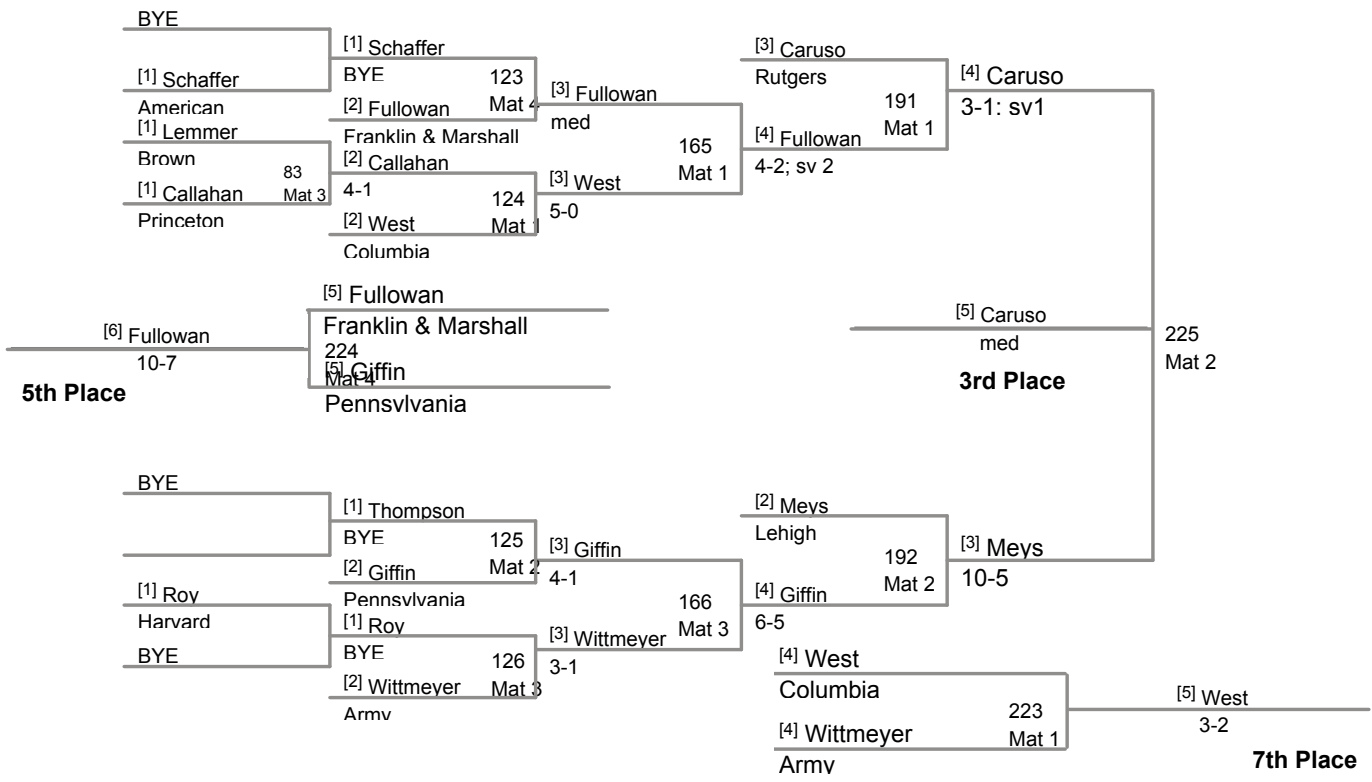 BYE
[1] Schaffer
American
[1] Lemmer
Brown
83
Mat 3
[1] Callahan
Princeton
[1] Schaffer
BYE
123
Mat 4
[2] Fullowan
Franklin & Marshall
[2] Callahan
4-1
124
Mat 1
[2] West
Columbia
[3] Fullowan
med
165
Mat 1
[3] West
5-0
[3] Caruso
Rutgers
191
Mat 1
[4] Fullowan
4-2; sv 2
[4] Caruso
3-1: sv1
[5] Fullowan
Franklin & Marshall
224
Mat 4
[5] Giffin
Pennsylvania
[6] Fullowan
10-7
5th Place
[5] Caruso
med
3rd Place
225
Mat 2
BYE
[1] Roy
Harvard
BYE
[1] Thompson
BYE
125
Mat 2
[2] Giffin
Pennsylvania
[1] Roy
BYE
126
Mat 3
[2] Wittmeyer
Army
[3] Giffin
4-1
166
Mat 3
[3] Wittmeyer
3-1
[2] Meys
Lehigh
192
Mat 2
[4] Giffin
6-5
[3] Meys
10-5
[4] West
Columbia
223
Mat 1
[4] Wittmeyer
Army
[5] West
3-2
7th Place